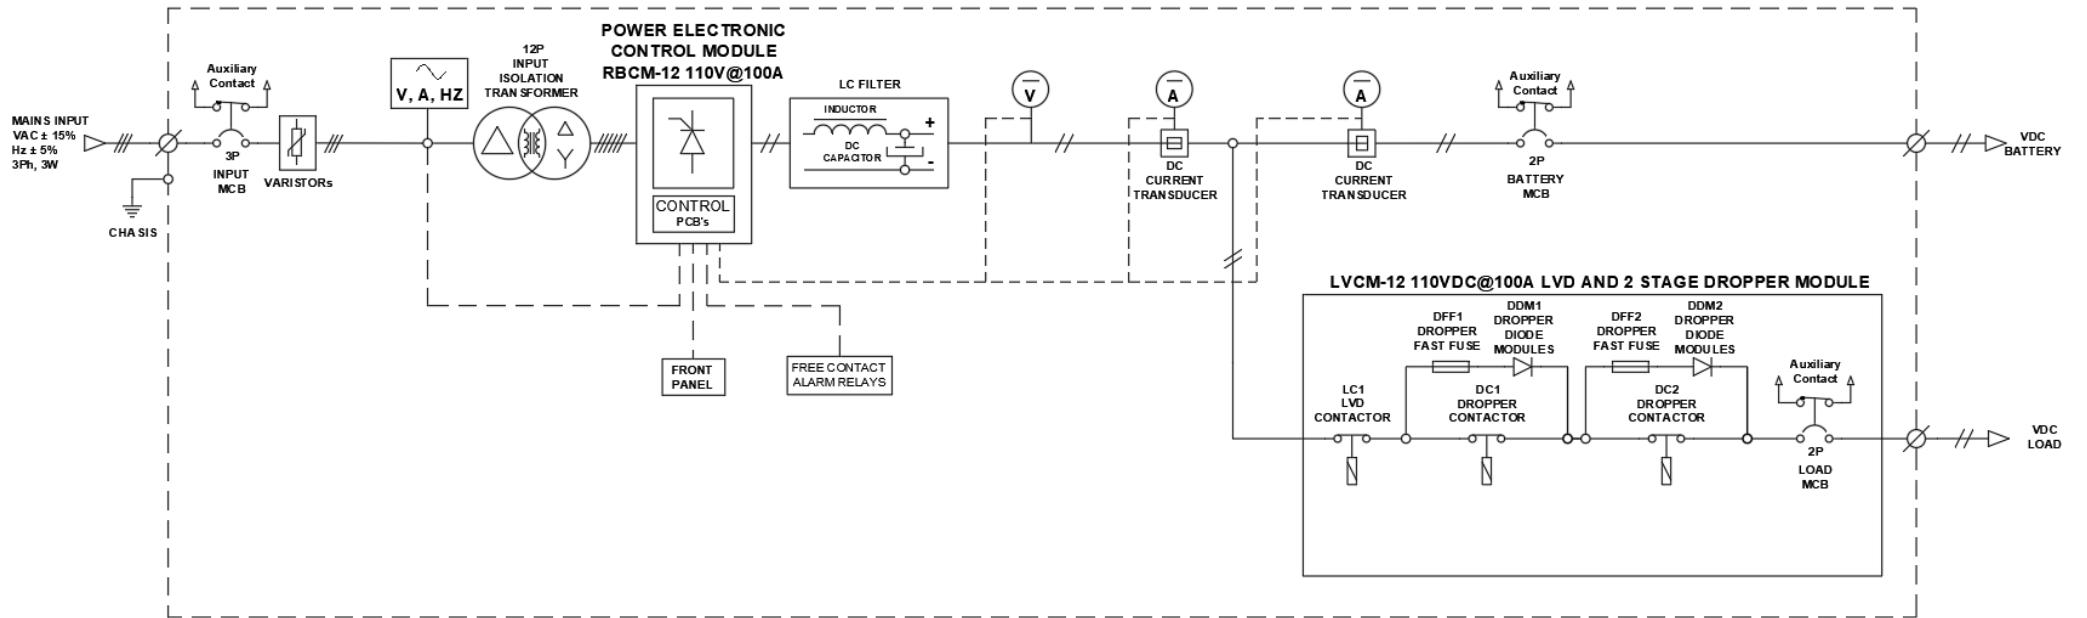 MAINS INPUT
VAC ± 15%
Hz ± 5%
3Ph, 3W
CHASIS
Auxiliary
Contact
3P
INPUT
MCB
VARISTORs
V, A, HZ
12P
INPUT
ISOLATION
TRANSFORMER
POWER ELECTRONIC
CONTROL MODULE
RBCM-12 110V@100A
CONTROL
PCB's
LC FILTER
INDUCTOR
+
DC
CAPACITOR
-
V
A
DC
CURRENT
TRANSDUCER
A
DC
CURRENT
TRANSDUCER
Auxiliary
Contact
2P
BATTERY
MCB
VDC
BATTERY
FRONT
PANEL
FREE CONTACT
ALARM RELAYS
LVCM-12 110VDC@100A LVD AND 2 STAGE DROPPER MODULE
DFF1
DROPPER
FAST FUSE
DDM1
DROPPER
DIODE
MODULES
DFF2
DROPPER
FAST FUSE
DDM2
DROPPER
DIODE
MODULES
LC1
LVD
CONTACTOR
DC1
DROPPER
CONTACTOR
DC2
DROPPER
CONTACTOR
Auxiliary
Contact
2P
LOAD
MCB
VDC
LOAD